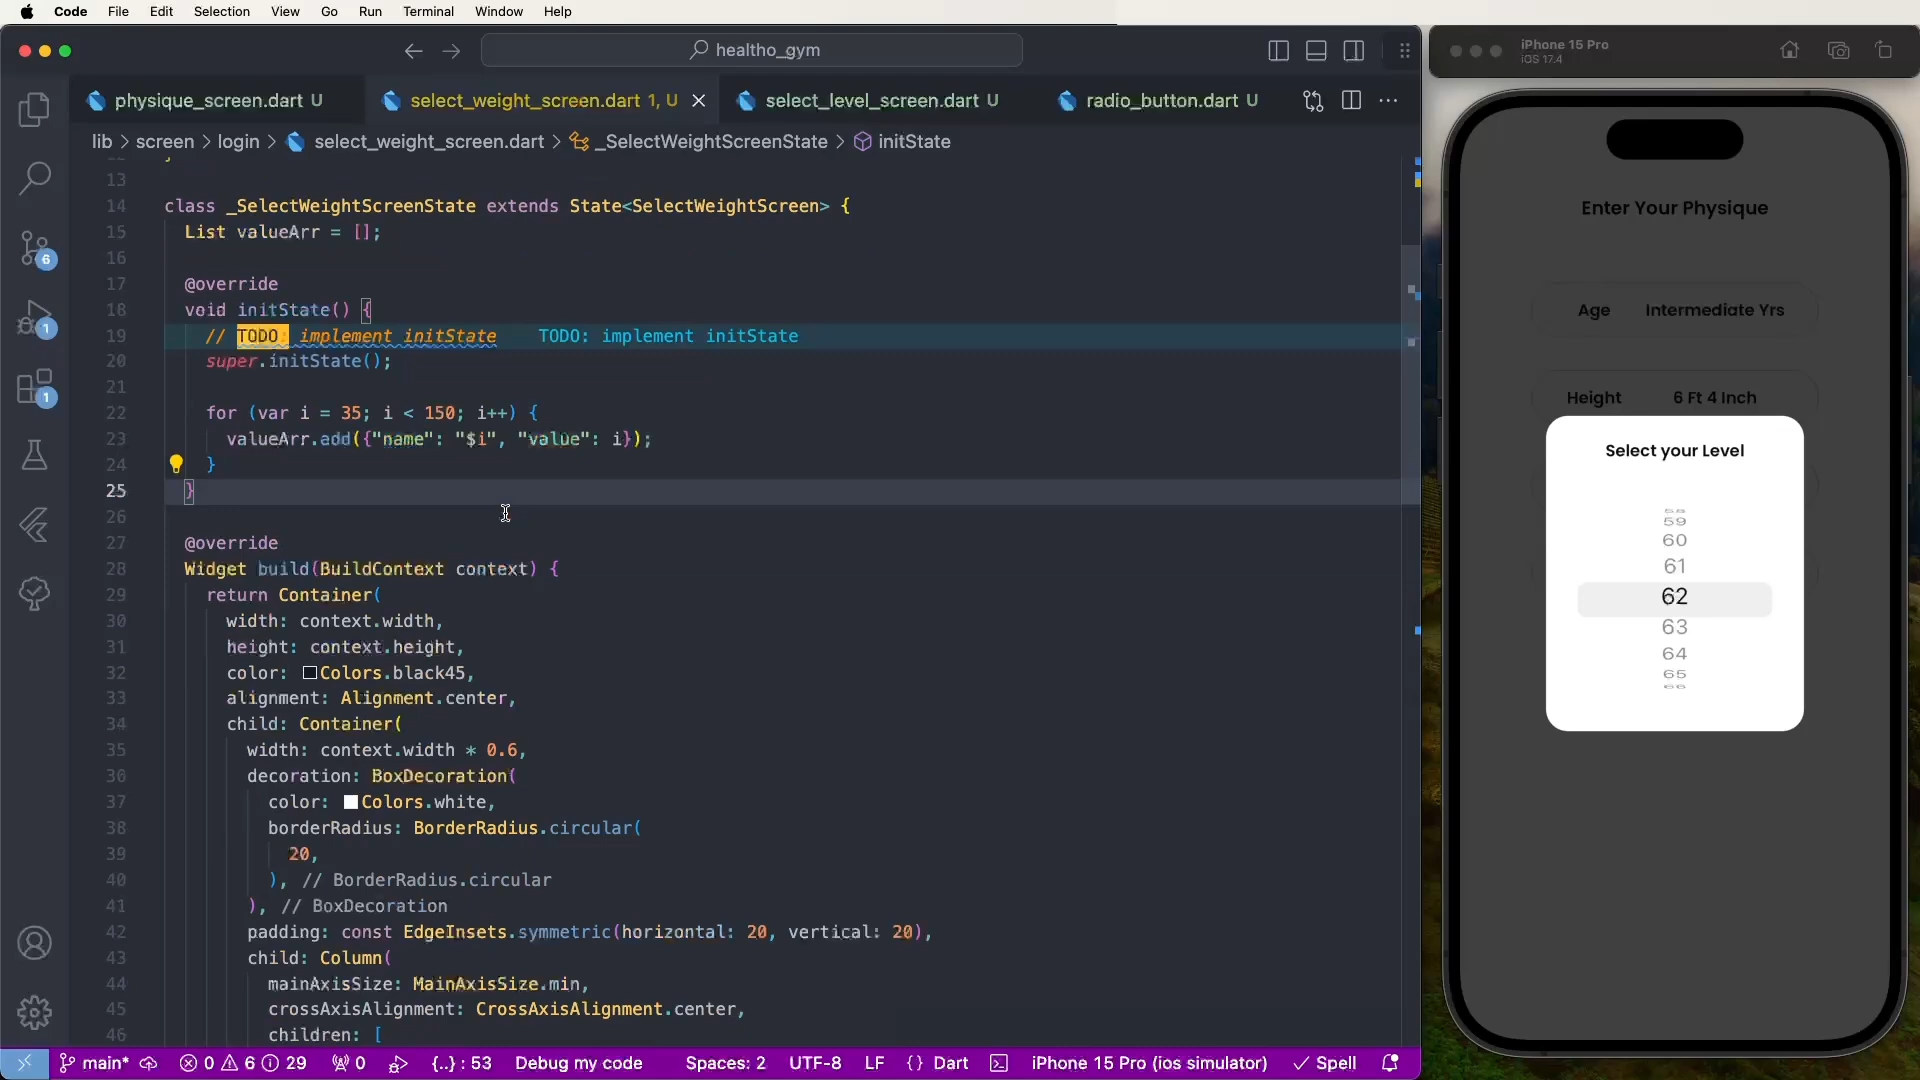 Code File Edit Selection View Go Run Terminal Window Help
healtho_gym
physique_screen.dart U
select_weight_screen.dart 1, U
select_level_screen.dart U
radio_button.dart U
lib > screen > login > select_weight_screen.dart > _SelectWeightScreenState > initState
13
14 class _SelectWeightScreenState extends State<SelectWeightScreen> {
15 List valueArr = [];
16
17 @override
18 void initState() {
19 // TODO: implement initState TODO: implement initState
20 super.initState();
21
22 for (var i = 35; i < 150; i++) {
23 valueArr.add({"name": "$i", "value": i});
24 }
25 }
26
27 @override
28 Widget build(BuildContext context) {
29 return Container(
30 width: context.width,
31 height: context.height,
32 color: Colors.black45,
33 alignment: Alignment.center,
34 child: Container(
35 width: context.width * 0.6,
36 decoration: BoxDecoration(
37 color: Colors.white,
38 borderRadius: BorderRadius.circular(
39 20,
40 ), // BorderRadius.circular
41 ), // BoxDecoration
42 padding: const EdgeInsets.symmetric(horizontal: 20, vertical: 20),
43 child: Column(
44 mainAxisSize: MainAxisSize.min,
45 crossAxisAlignment: CrossAxisAlignment.center,
46 children: [
6
1
1
main* 0 6 29 0 {..} : 53 Debug my code Spaces: 2 UTF-8 LF {} Dart iPhone 15 Pro (ios simulator) Spell
iPhone 15 Pro
iOS 17.4
Enter Your Physique
Age Intermediate Yrs
Height 6 Ft 4 Inch
Select your Level
58
59
60
61
62
63
64
65
66